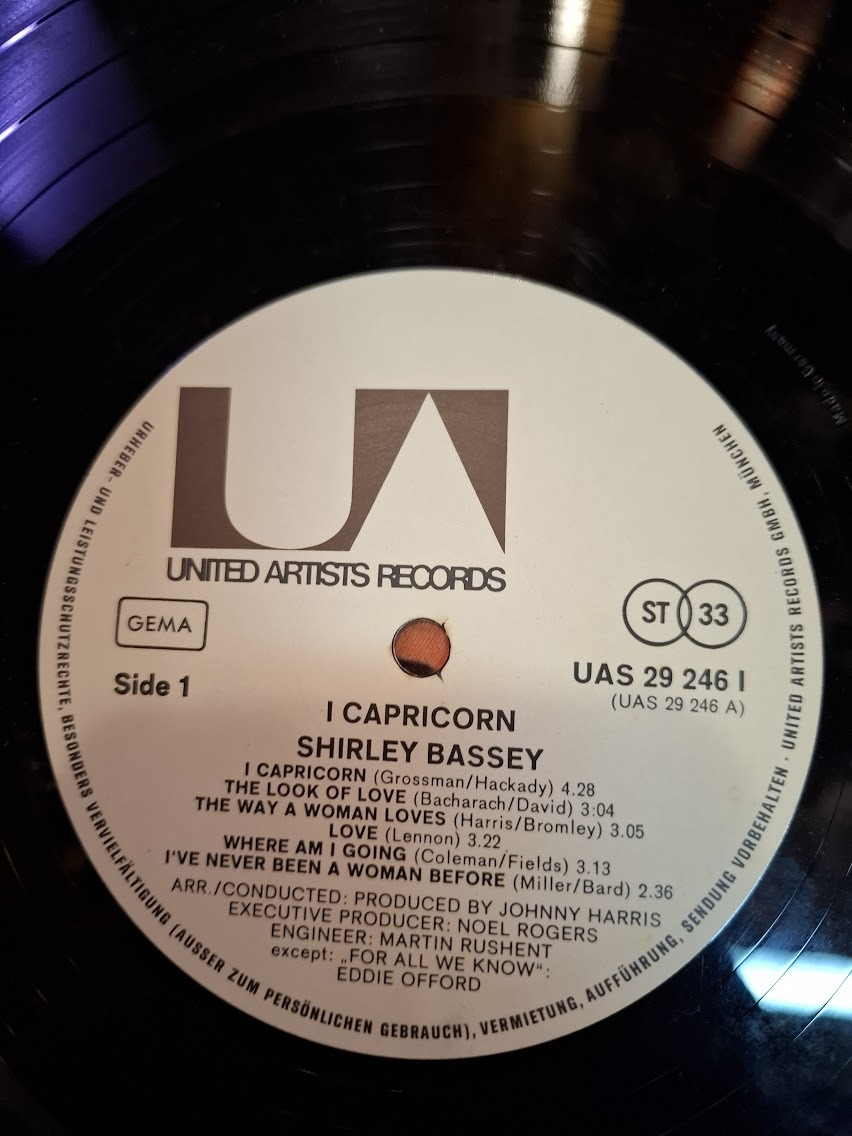 UA
UNITED ARTISTS RECORDS
GEMA
ST 33
Side 1
UAS 29 246 I
(UAS 29 246 A)
I CAPRICORN
SHIRLEY BASSEY
I CAPRICORN (Grossman/Hackady) 4.28
THE LOOK OF LOVE (Bacharach/David) 3:04
THE WAY A WOMAN LOVES (Harris/Bromley) 3.05
LOVE (Lennon) 3.22
WHERE AM I GOING (Coleman/Fields) 3.13
I'VE NEVER BEEN A WOMAN BEFORE (Miller/Bard) 2.36
ARR./CONDUCTED: PRODUCED BY JOHNNY HARRIS
EXECUTIVE PRODUCER: NOEL ROGERS
ENGINEER: MARTIN RUSHENT
except: „FOR ALL WE KNOW“:
EDDIE OFFORD
URHEBER- UND LEISTUNGSSCHUTZRECHTE, BESONDERS VERVIELFÄLTIGUNG (AUSSER ZUM PERSÖNLICHEN GEBRAUCH), VERMIETUNG, AUFFÜHRUNG, SENDUNG VORBEHALTEN · UNITED ARTISTS RECORDS GMBH, MÜNCHEN
Made in Germany